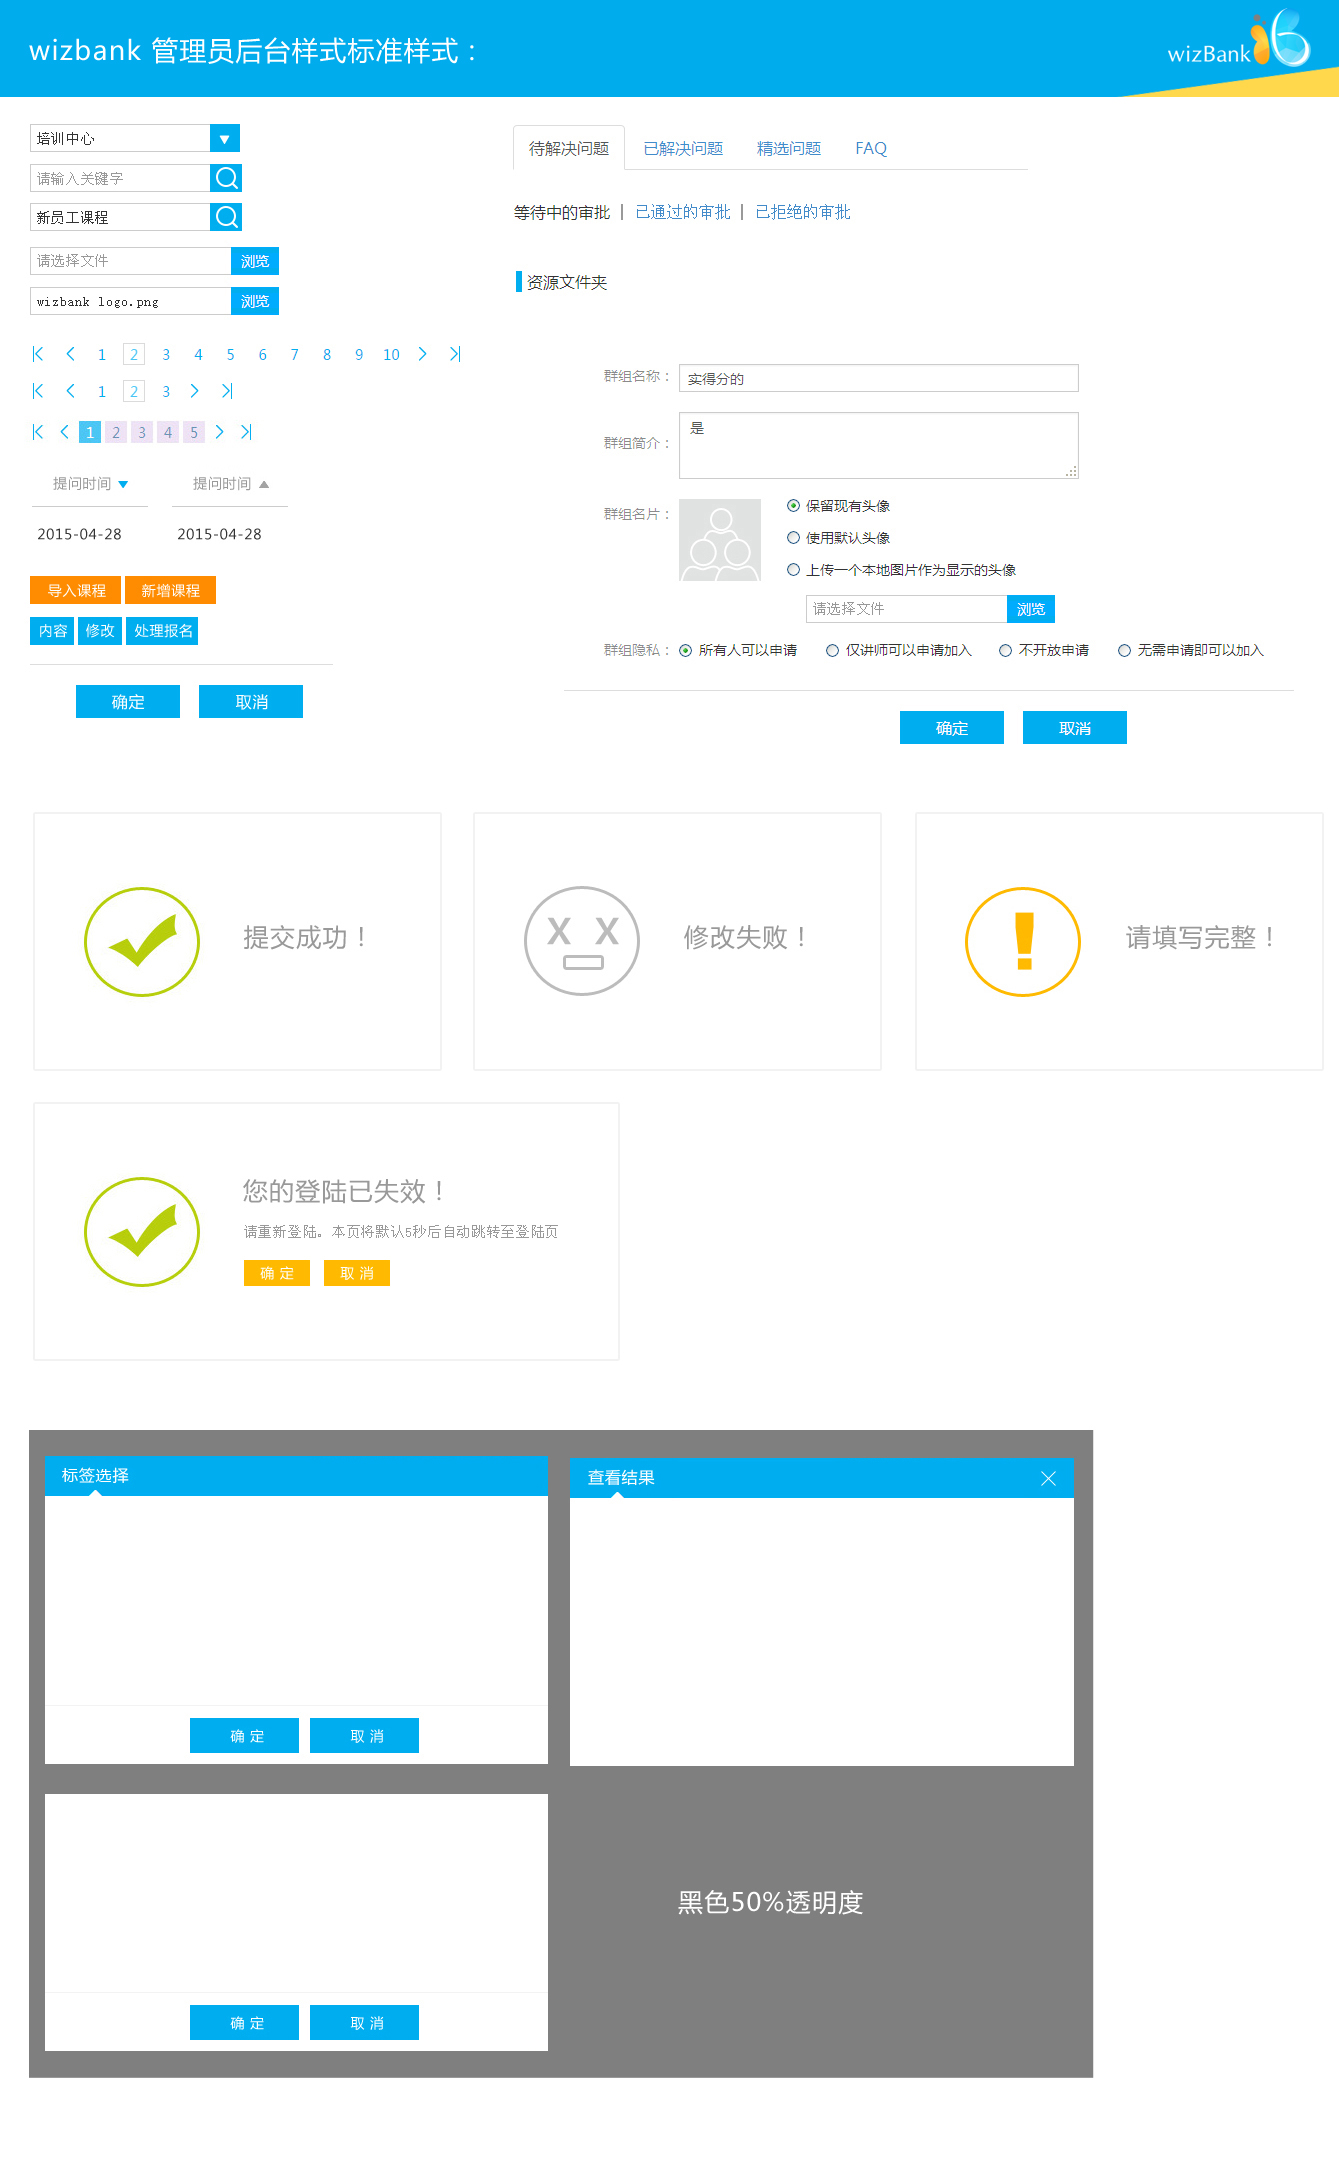 wizbank 管理员后台样式标准样式：
wizBank
培训中心
请输入关键字
新员工课程
请选择文件 浏览
wizbank logo.png 浏览
1 2 3 4 5 6 7 8 9 10
1 2 3
1 2 3 4 5
提问时间 提问时间
2015-04-28 2015-04-28
导入课程 新增课程
内容 修改 处理报名
确定 取消
待解决问题 已解决问题 精选问题 FAQ
等待中的审批 | 已通过的审批 | 已拒绝的审批
资源文件夹
群组名称： 实得分的
群组简介： 是
群组名片： 保留现有头像
使用默认头像
上传一个本地图片作为显示的头像
请选择文件 浏览
群组隐私： 所有人可以申请 仅讲师可以申请加入 不开放申请 无需申请即可以加入
确定 取消
提交成功！
修改失败！
请填写完整！
您的登陆已失效！
请重新登陆。本页将默认5秒后自动跳转至登陆页
确 定 取 消
标签选择
确 定 取 消
查看结果
确 定 取 消
黑色50%透明度